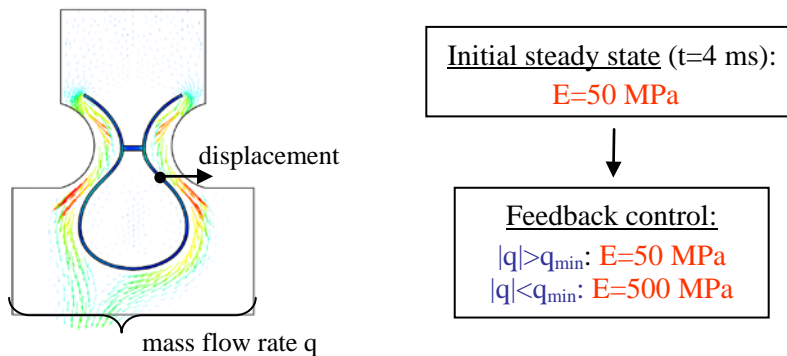 displacement
mass flow rate q
Initial steady state (t=4 ms):
E=50 MPa
Feedback control:
|q|>qmin: E=50 MPa
|q|<qmin: E=500 MPa